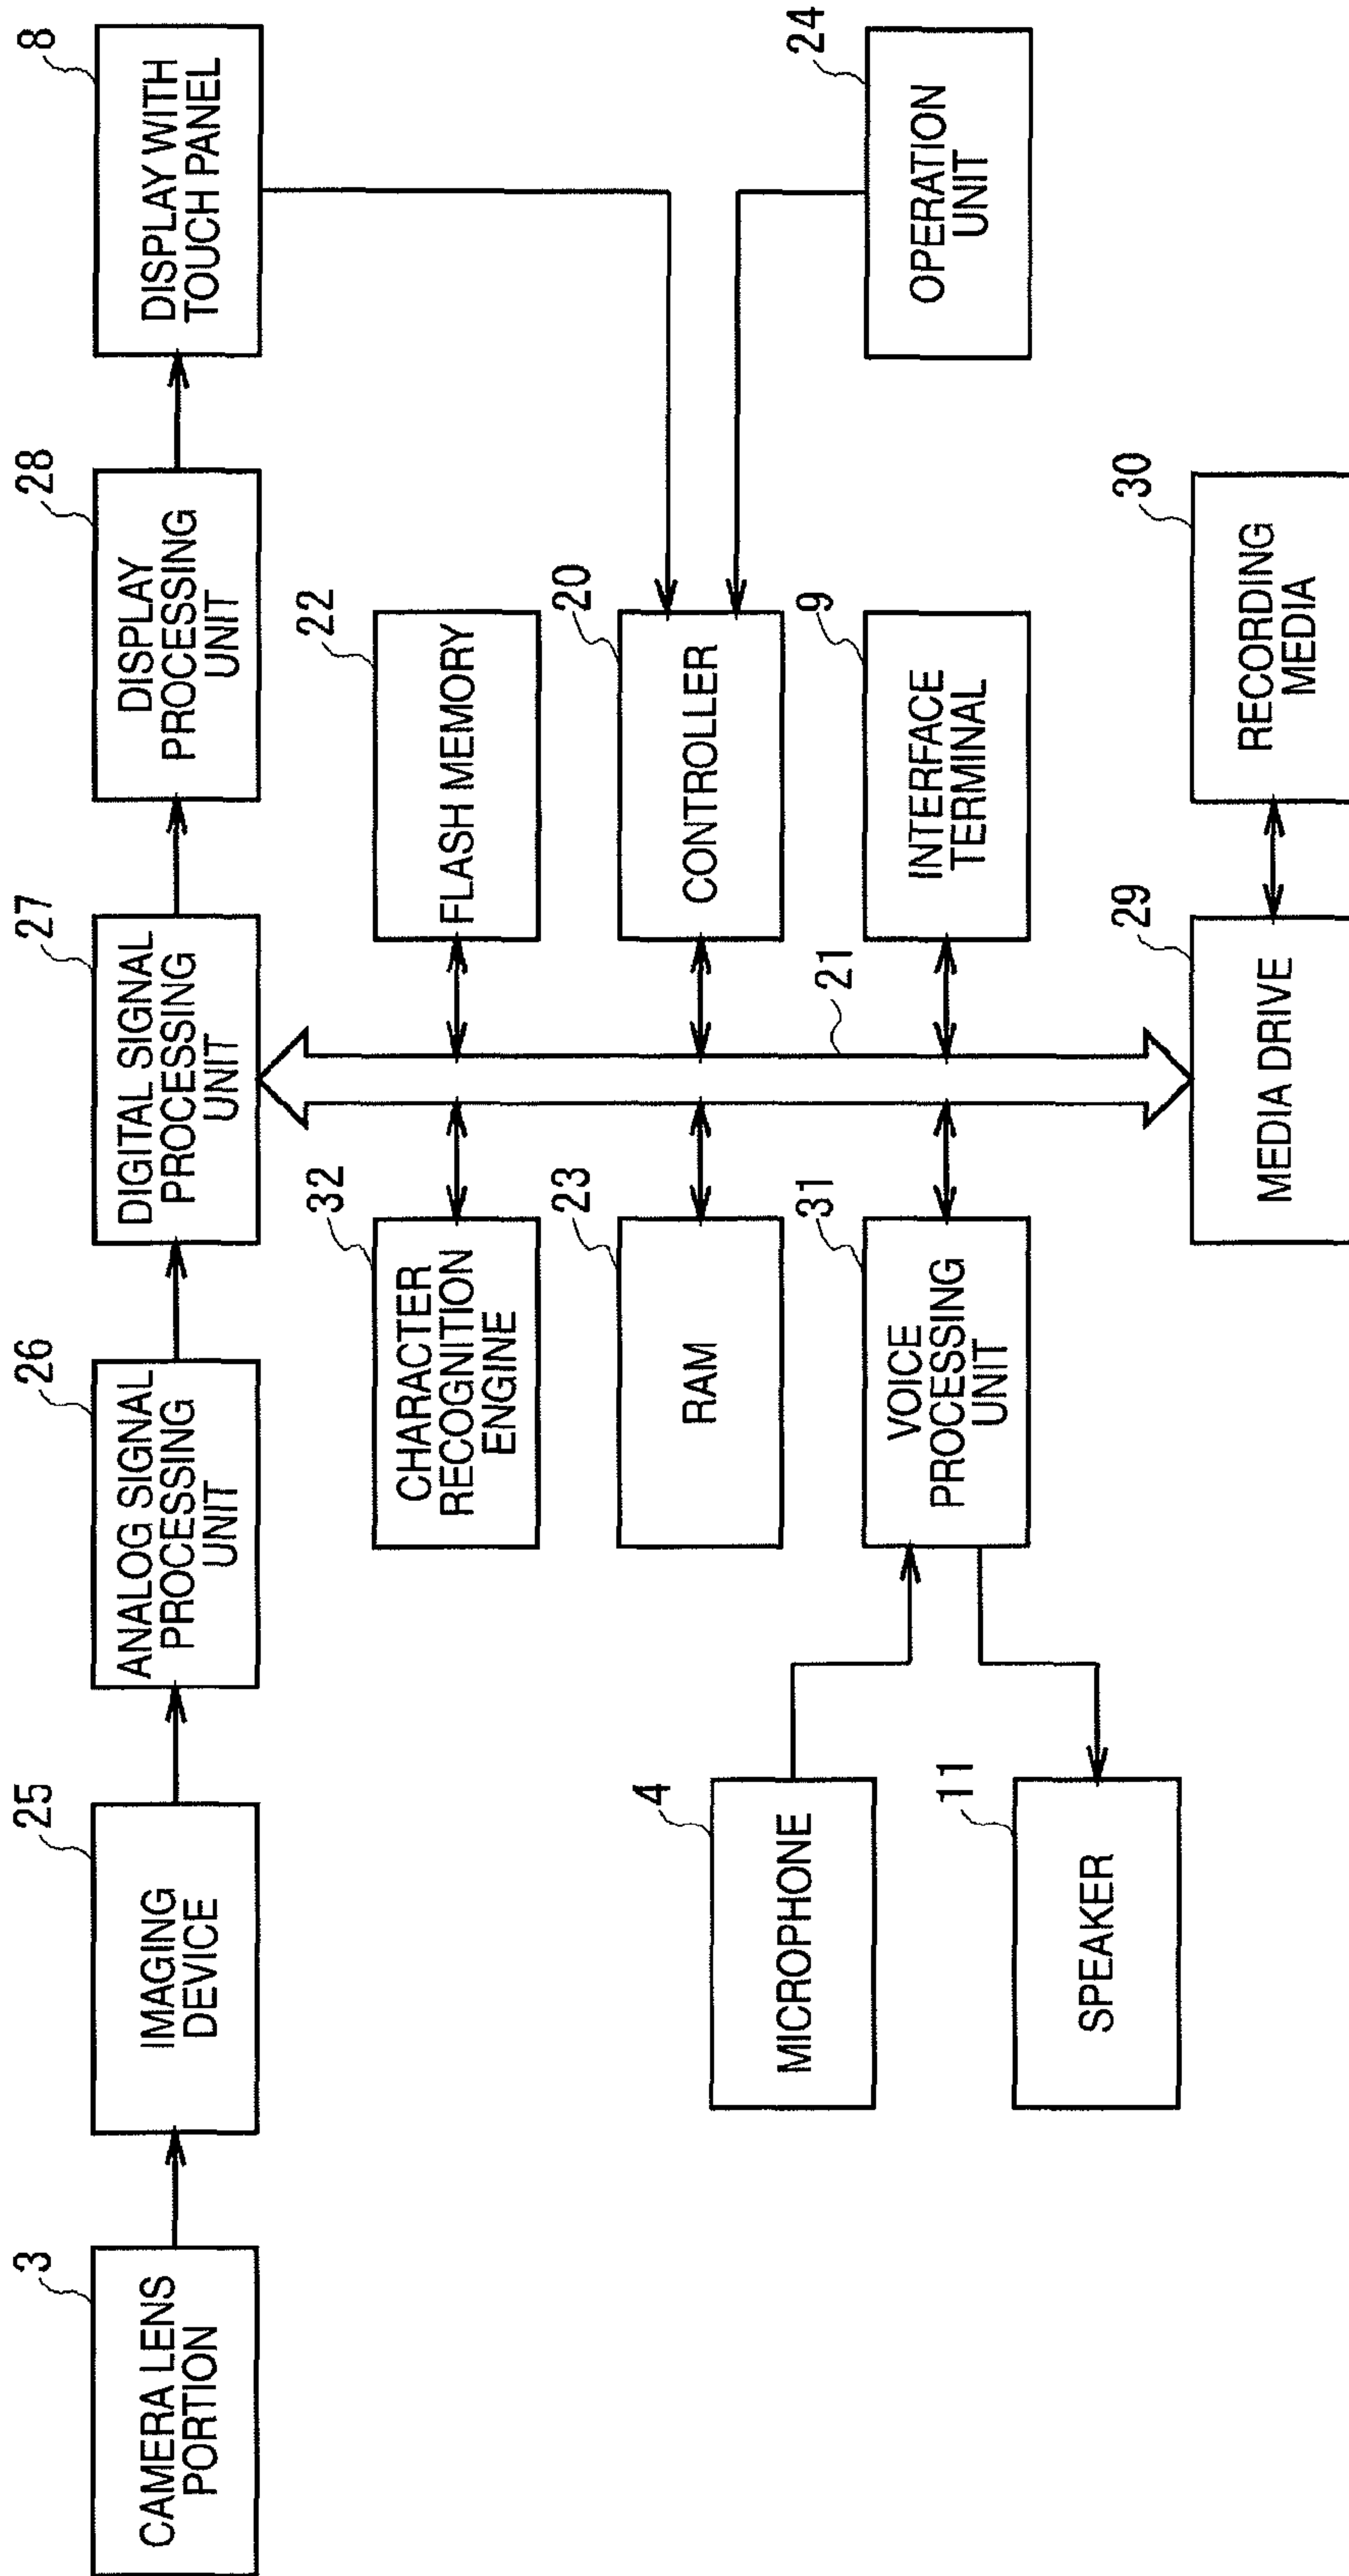 3
CAMERA LENS
PORTION
25
IMAGING
DEVICE
26
ANALOG SIGNAL
PROCESSING
UNIT
27
DIGITAL SIGNAL
PROCESSING
UNIT
28
DISPLAY
PROCESSING
UNIT
8
DISPLAY WITH
TOUCH PANEL
32
CHARACTER
RECOGNITION
ENGINE
22
FLASH MEMORY
23
RAM
20
CONTROLLER
4
MICROPHONE
31
VOICE
PROCESSING
UNIT
21
9
INTERFACE
TERMINAL
24
OPERATION
UNIT
11
SPEAKER
29
MEDIA DRIVE
30
RECORDING
MEDIA